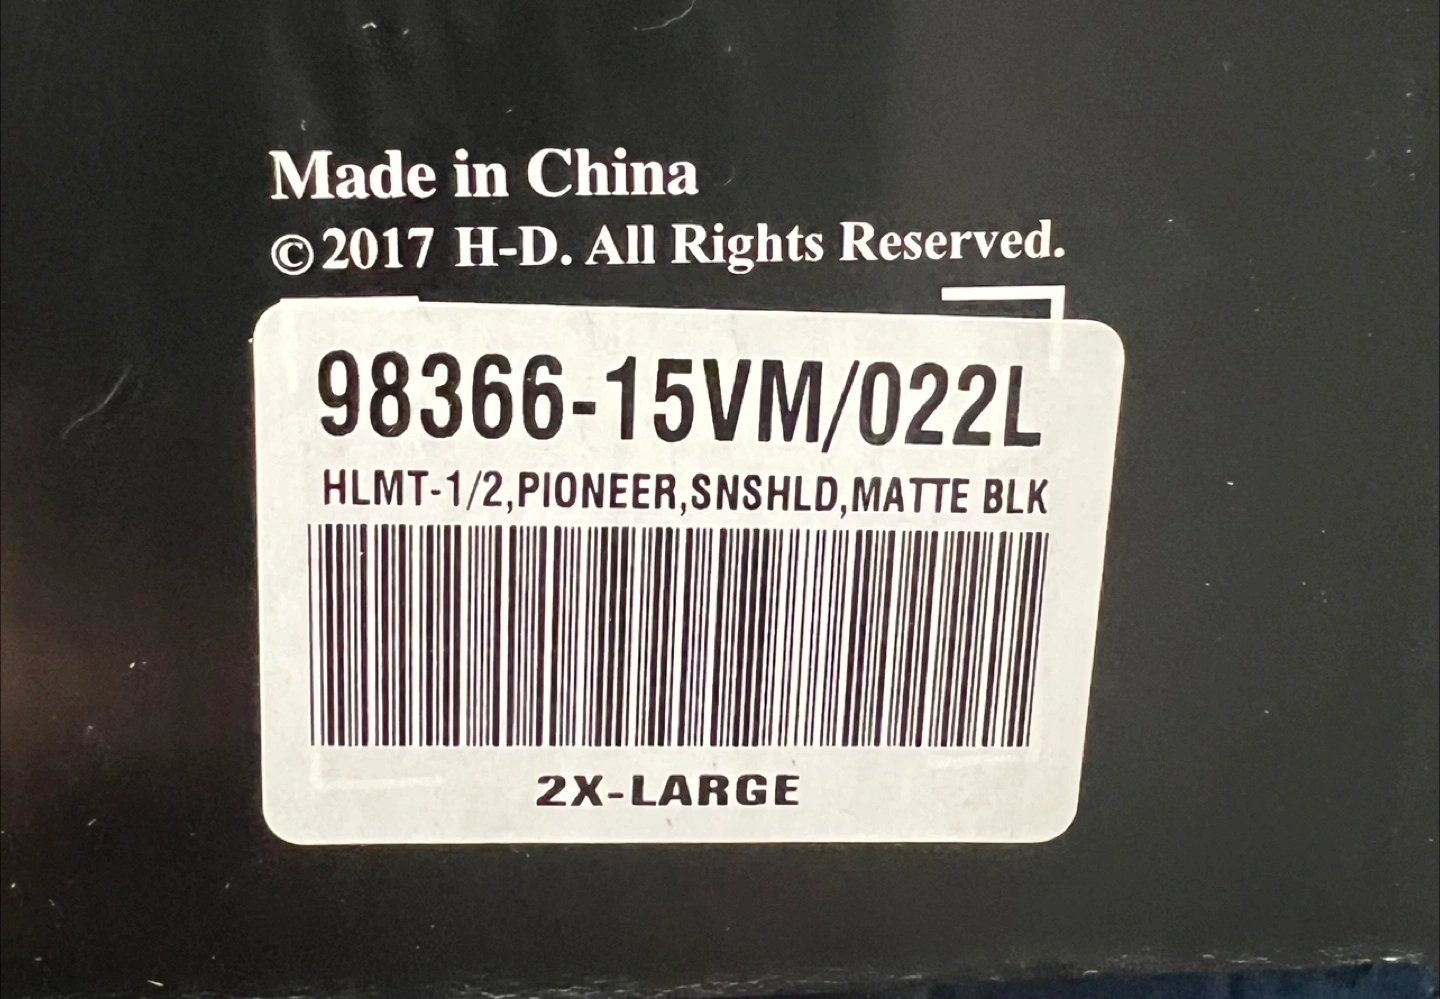 Made in China
©2017 H-D. All Rights Reserved.
98366-15VM/022L
HLMT-1/2,PIONEER,SNSHLD,MATTE BLK
2X-LARGE